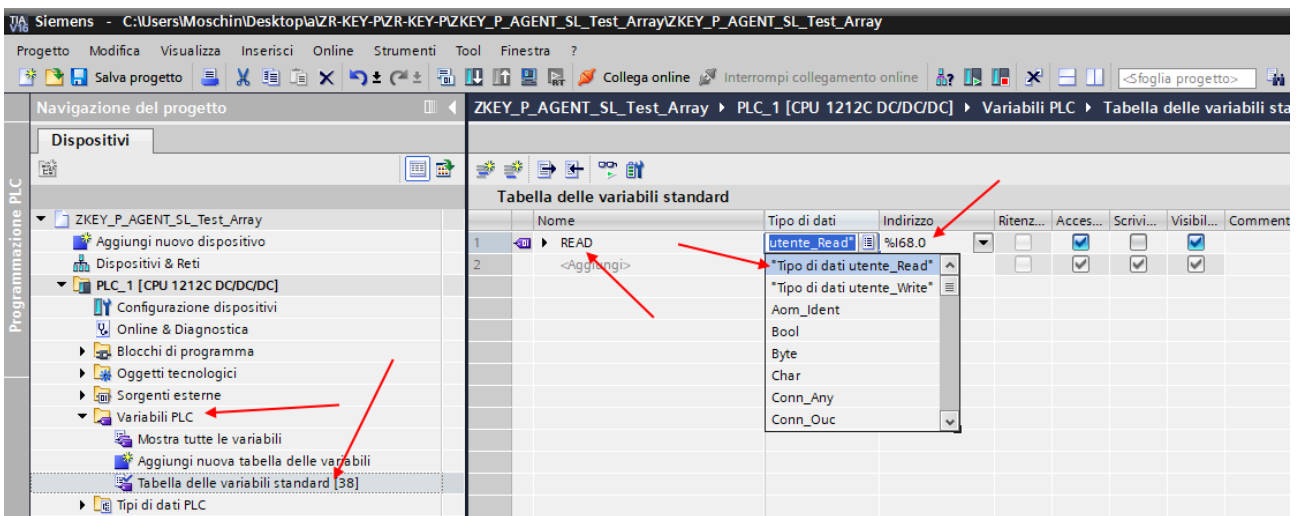 TIA V16 Siemens - C:\Users\Moschin\Desktop\a\ZR-KEY-P\ZR-KEY-P\ZKEY_P_AGENT_SL_Test_Array\ZKEY_P_AGENT_SL_Test_Array
Progetto Modifica Visualizza Inserisci Online Strumenti Tool Finestra ?
Salva progetto Collega online Interrompi collegamento online <Sfoglia progetto>
Navigazione del progetto
ZKEY_P_AGENT_SL_Test_Array PLC_1 [CPU 1212C DC/DC/DC] Variabili PLC Tabella delle variabili sta
Dispositivi
Programmazione PLC
Tabella delle variabili standard
Nome Tipo di dati Indirizzo Ritenz... Acces... Scrivi... Visibil... Comment
1 READ utente_Read" %I68.0
2 <Aggiungi>
"Tipo di dati utente_Read"
"Tipo di dati utente_Write"
Aom_Ident
Bool
Byte
Char
Conn_Any
Conn_Ouc
ZKEY_P_AGENT_SL_Test_Array
Aggiungi nuovo dispositivo
Dispositivi & Reti
PLC_1 [CPU 1212C DC/DC/DC]
Configurazione dispositivi
Online & Diagnostica
Blocchi di programma
Oggetti tecnologici
Sorgenti esterne
Variabili PLC
Mostra tutte le variabili
Aggiungi nuova tabella delle variabili
Tabella delle variabili standard [38]
Tipi di dati PLC